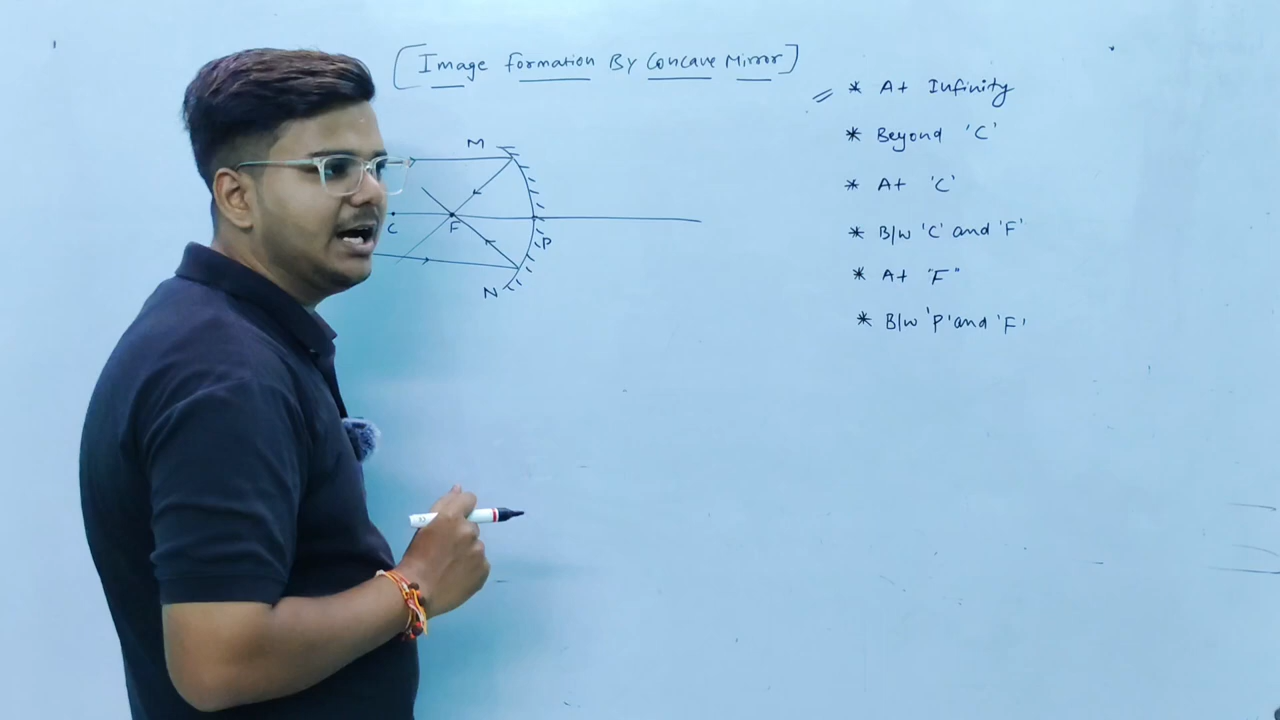 [Image formation By Concave Mirror]
* At Infinity
* Beyond 'C'
* At 'C'
* B/w 'C' and 'F'
* At 'F"
* B/w 'P' and 'F'
M
C
F
P
N